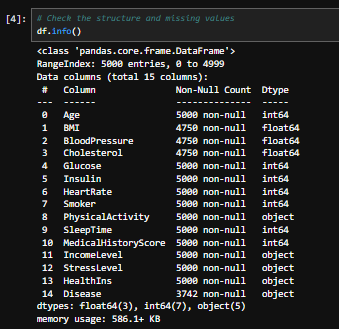 [4]: # Check the structure and missing values
df.info()
<class 'pandas.core.frame.DataFrame'>
RangeIndex: 5000 entries, 0 to 4999
Data columns (total 15 columns):
 #   Column               Non-Null Count  Dtype
---  ------               --------------  -----
 0   Age                  5000 non-null   int64
 1   BMI                  4750 non-null   float64
 2   BloodPressure        4750 non-null   float64
 3   Cholesterol          4750 non-null   float64
 4   Glucose              5000 non-null   int64
 5   Insulin              5000 non-null   int64
 6   HeartRate            5000 non-null   int64
 7   Smoker               5000 non-null   int64
 8   PhysicalActivity     5000 non-null   object
 9   SleepTime            5000 non-null   int64
 10  MedicalHistoryScore  5000 non-null   int64
 11  IncomeLevel          5000 non-null   object
 12  StressLevel          5000 non-null   object
 13  HealthIns            5000 non-null   object
 14  Disease              3742 non-null   object
dtypes: float64(3), int64(7), object(5)
memory usage: 586.1+ KB